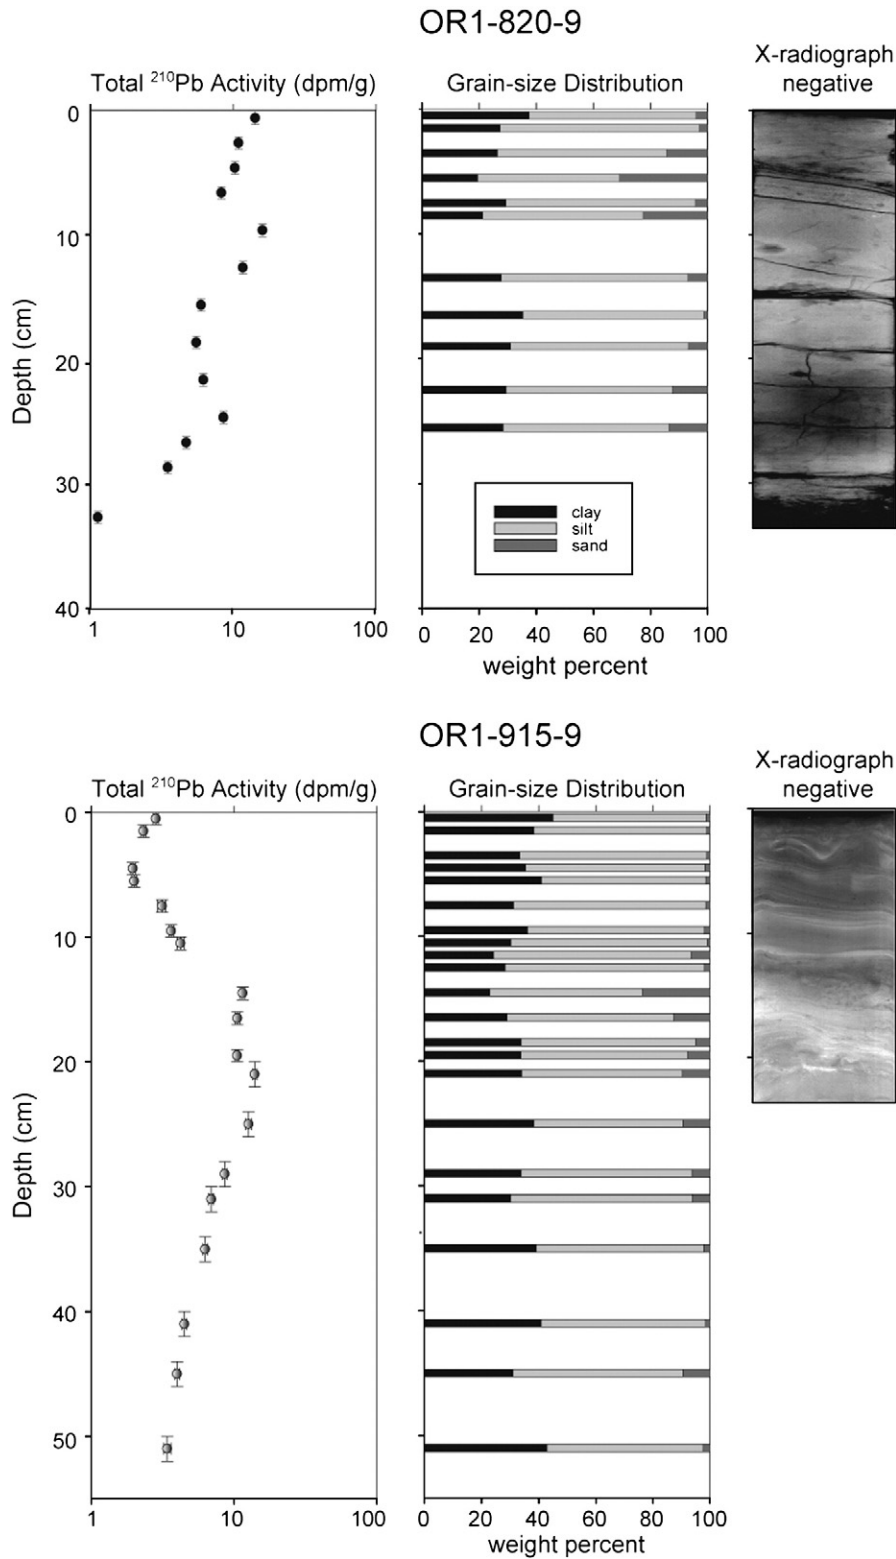 OR1-820-9
Total ²¹⁰Pb Activity (dpm/g)
Grain-size Distribution
X-radiograph
negative
Depth (cm)
0
10
20
30
40
1 10 100
clay
silt
sand
0 20 40 60 80 100
weight percent
OR1-915-9
Total ²¹⁰Pb Activity (dpm/g)
Grain-size Distribution
X-radiograph
negative
Depth (cm)
0
10
20
30
40
50
1 10 100
0 20 40 60 80 100
weight percent